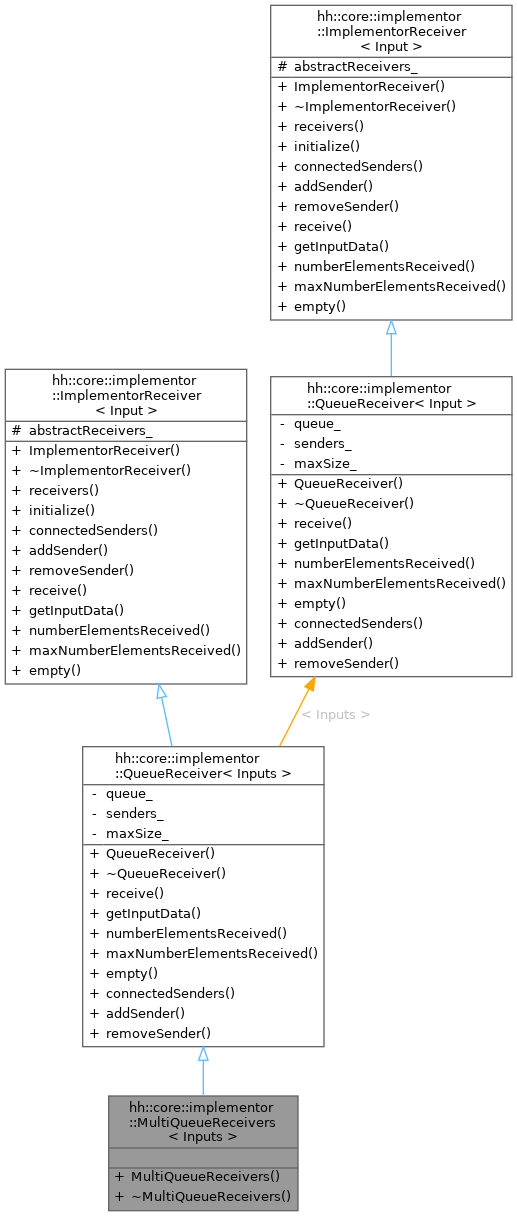 hh::core::implementor
::ImplementorReceiver
< Input >
# abstractReceivers_
+ ImplementorReceiver()
+ ~ImplementorReceiver()
+ receivers()
+ initialize()
+ connectedSenders()
+ addSender()
+ removeSender()
+ receive()
+ getInputData()
+ numberElementsReceived()
+ maxNumberElementsReceived()
+ empty()
hh::core::implementor
::ImplementorReceiver
< Input >
# abstractReceivers_
+ ImplementorReceiver()
+ ~ImplementorReceiver()
+ receivers()
+ initialize()
+ connectedSenders()
+ addSender()
+ removeSender()
+ receive()
+ getInputData()
+ numberElementsReceived()
+ maxNumberElementsReceived()
+ empty()
hh::core::implementor
::QueueReceiver< Input >
- queue_
- senders_
- maxSize_
+ QueueReceiver()
+ ~QueueReceiver()
+ receive()
+ getInputData()
+ numberElementsReceived()
+ maxNumberElementsReceived()
+ empty()
+ connectedSenders()
+ addSender()
+ removeSender()
< Inputs >
hh::core::implementor
::QueueReceiver< Inputs >
- queue_
- senders_
- maxSize_
+ QueueReceiver()
+ ~QueueReceiver()
+ receive()
+ getInputData()
+ numberElementsReceived()
+ maxNumberElementsReceived()
+ empty()
+ connectedSenders()
+ addSender()
+ removeSender()
hh::core::implementor
::MultiQueueReceivers
< Inputs >
+ MultiQueueReceivers()
+ ~MultiQueueReceivers()